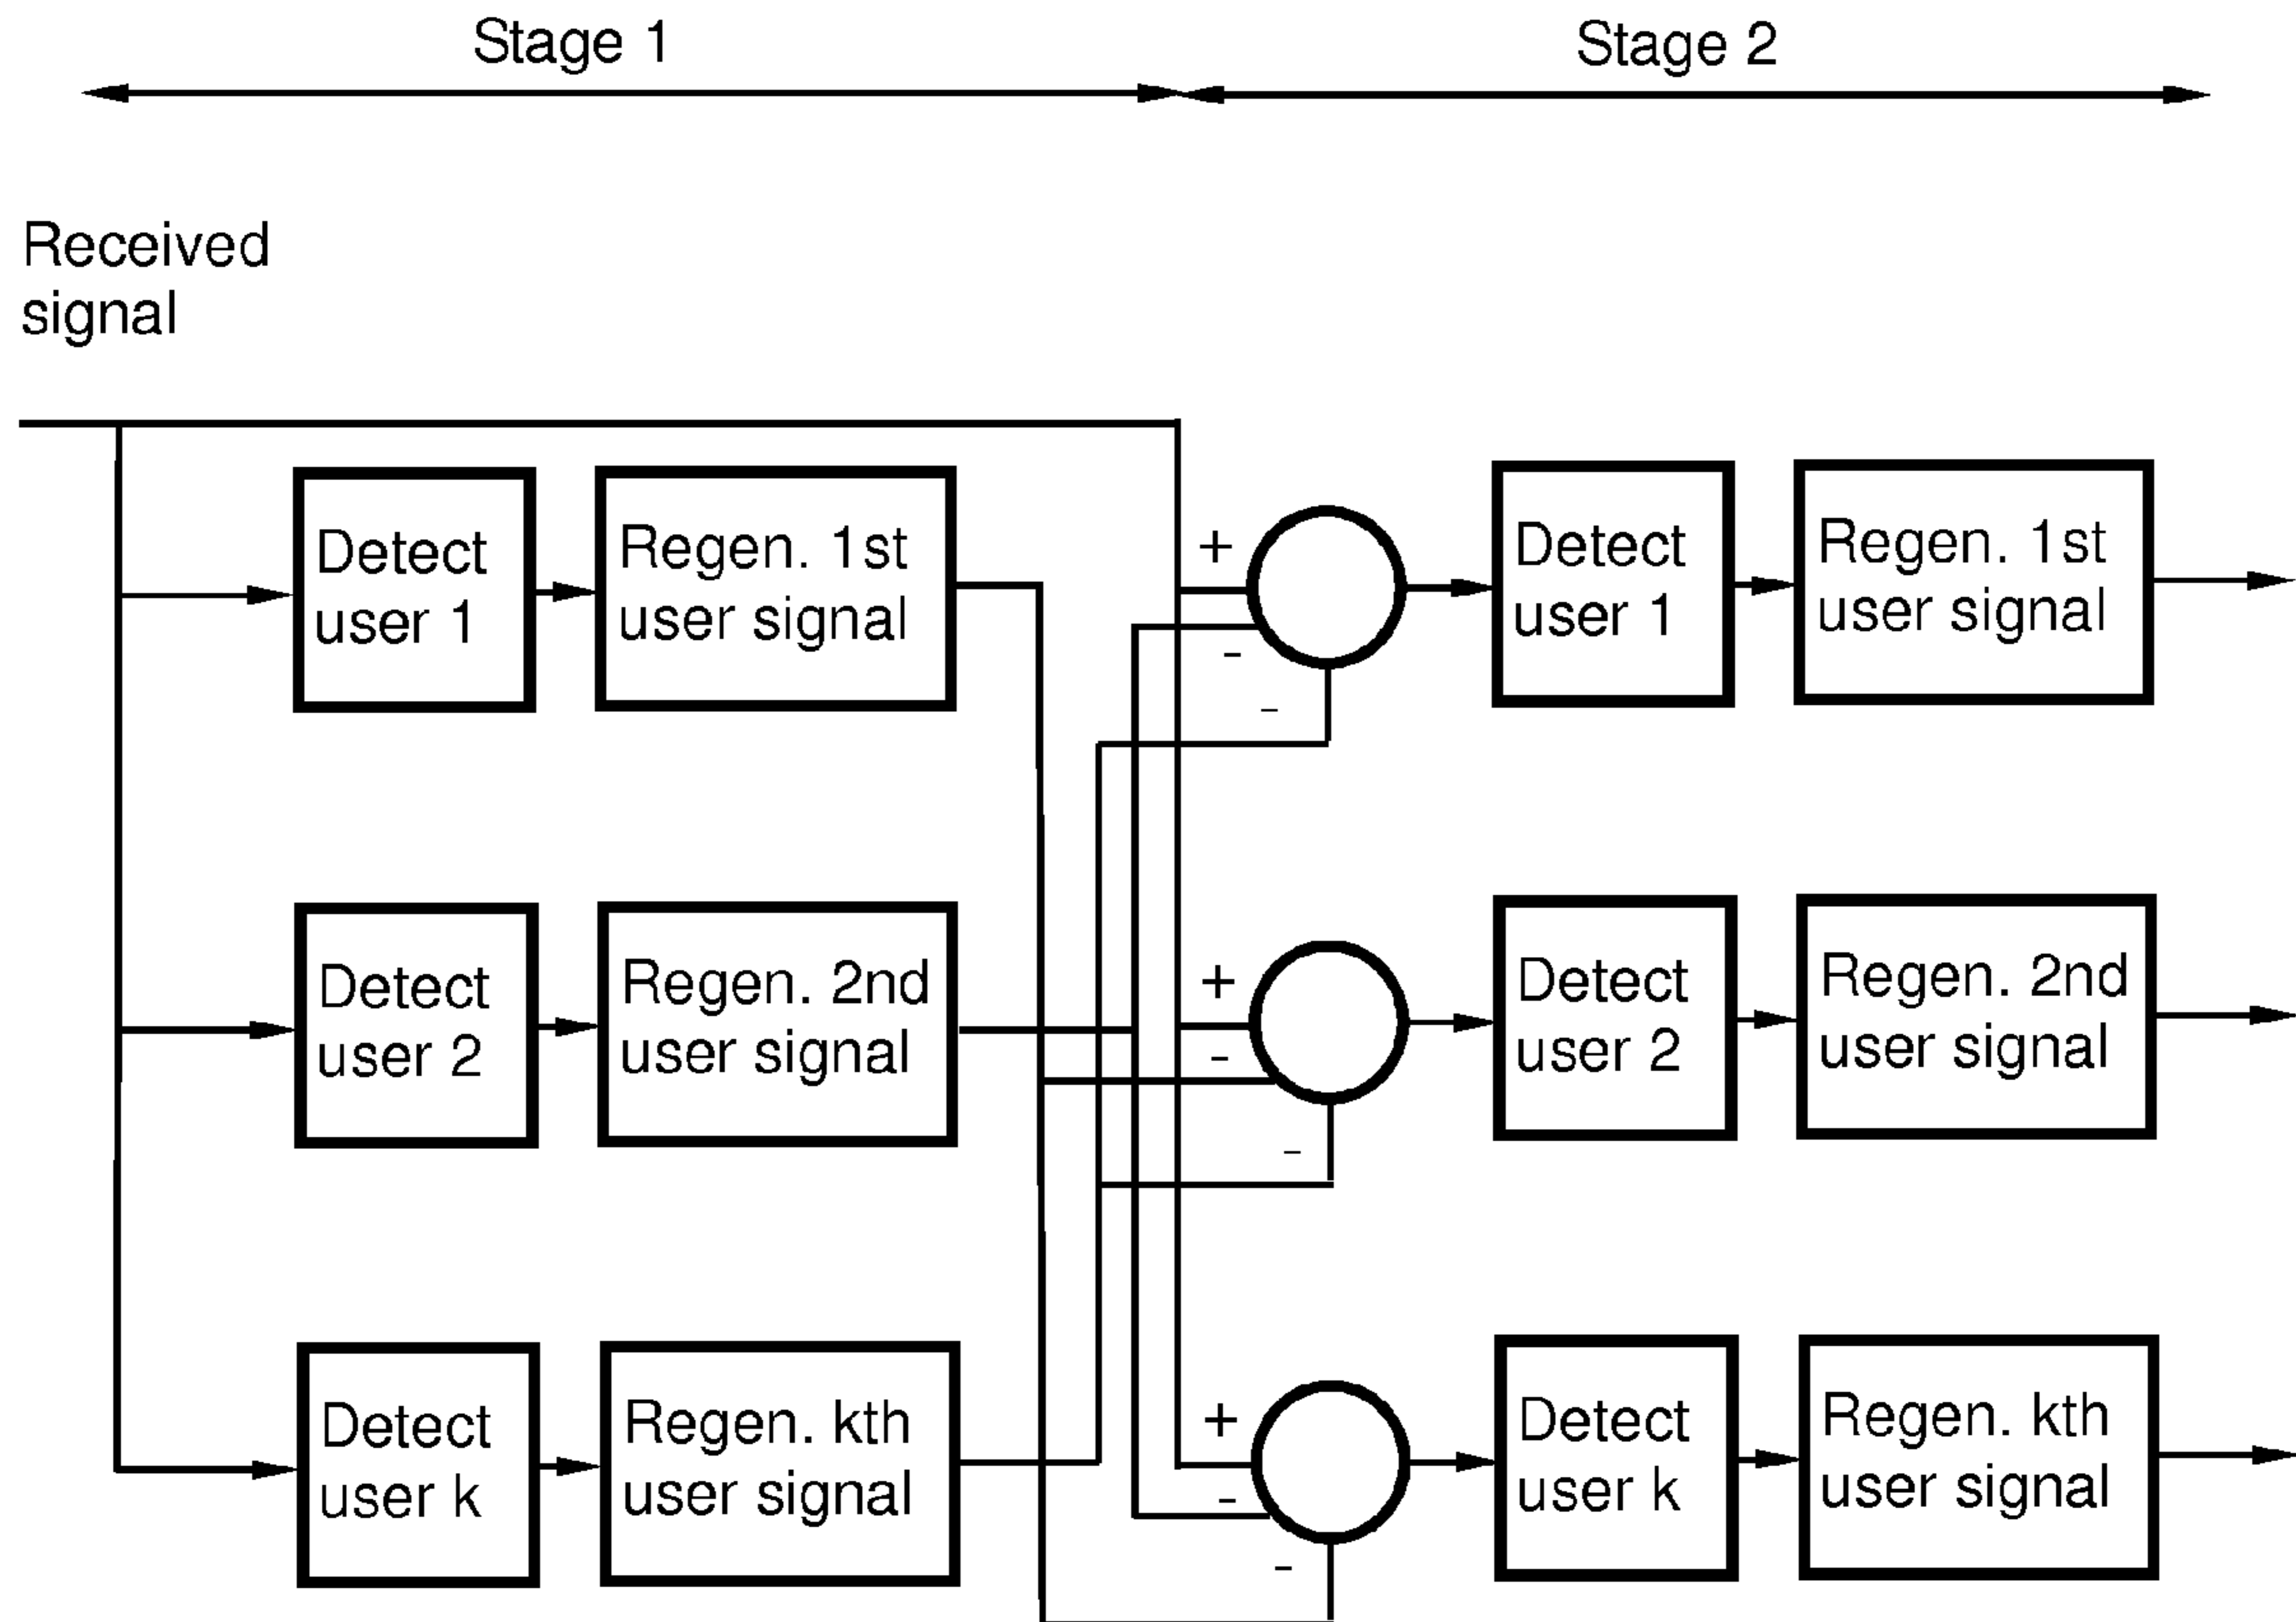 Stage 1
Stage 2
Received
signal
Detect
user 1
Regen. 1st
user signal
+
-
-
Detect
user 1
Regen. 1st
user signal
Detect
user 2
Regen. 2nd
user signal
+
-
-
Detect
user 2
Regen. 2nd
user signal
Detect
user k
Regen. kth
user signal
+
-
-
Detect
user k
Regen. kth
user signal